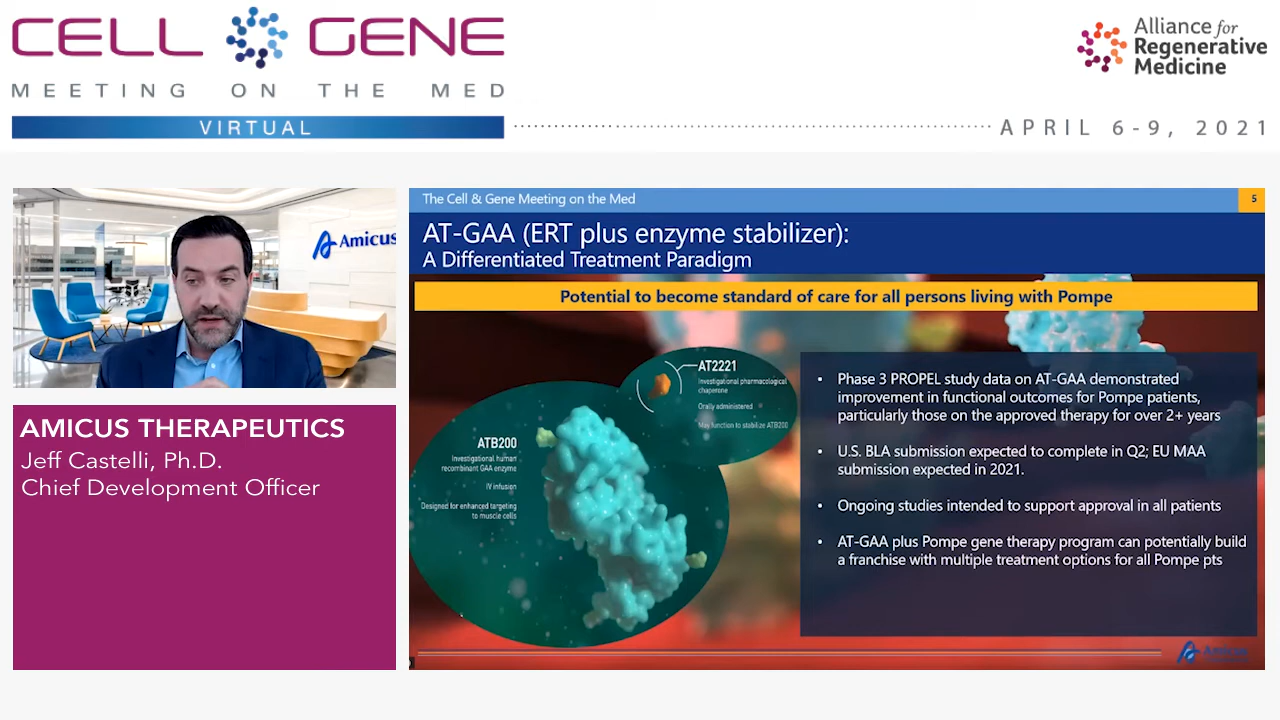 CELL GENE
MEETING ON THE MED
VIRTUAL
Alliance for
Regenerative
Medicine
APRIL 6-9, 2021
Amicus
AMICUS THERAPEUTICS
Jeff Castelli, Ph.D.
Chief Development Officer
The Cell & Gene Meeting on the Med
5
AT-GAA (ERT plus enzyme stabilizer):
A Differentiated Treatment Paradigm
Potential to become standard of care for all persons living with Pompe
AT2221
Investigational pharmacological
chaperone
Orally administered
May function to stabilize ATB200
ATB200
Investigational human
recombinant GAA enzyme
IV infusion
Designed for enhanced targeting
to muscle cells
• Phase 3 PROPEL study data on AT-GAA demonstrated
improvement in functional outcomes for Pompe patients,
particularly those on the approved therapy for over 2+ years
• U.S. BLA submission expected to complete in Q2; EU MAA
submission expected in 2021.
• Ongoing studies intended to support approval in all patients
• AT-GAA plus Pompe gene therapy program can potentially build
a franchise with multiple treatment options for all Pompe pts
Amicus